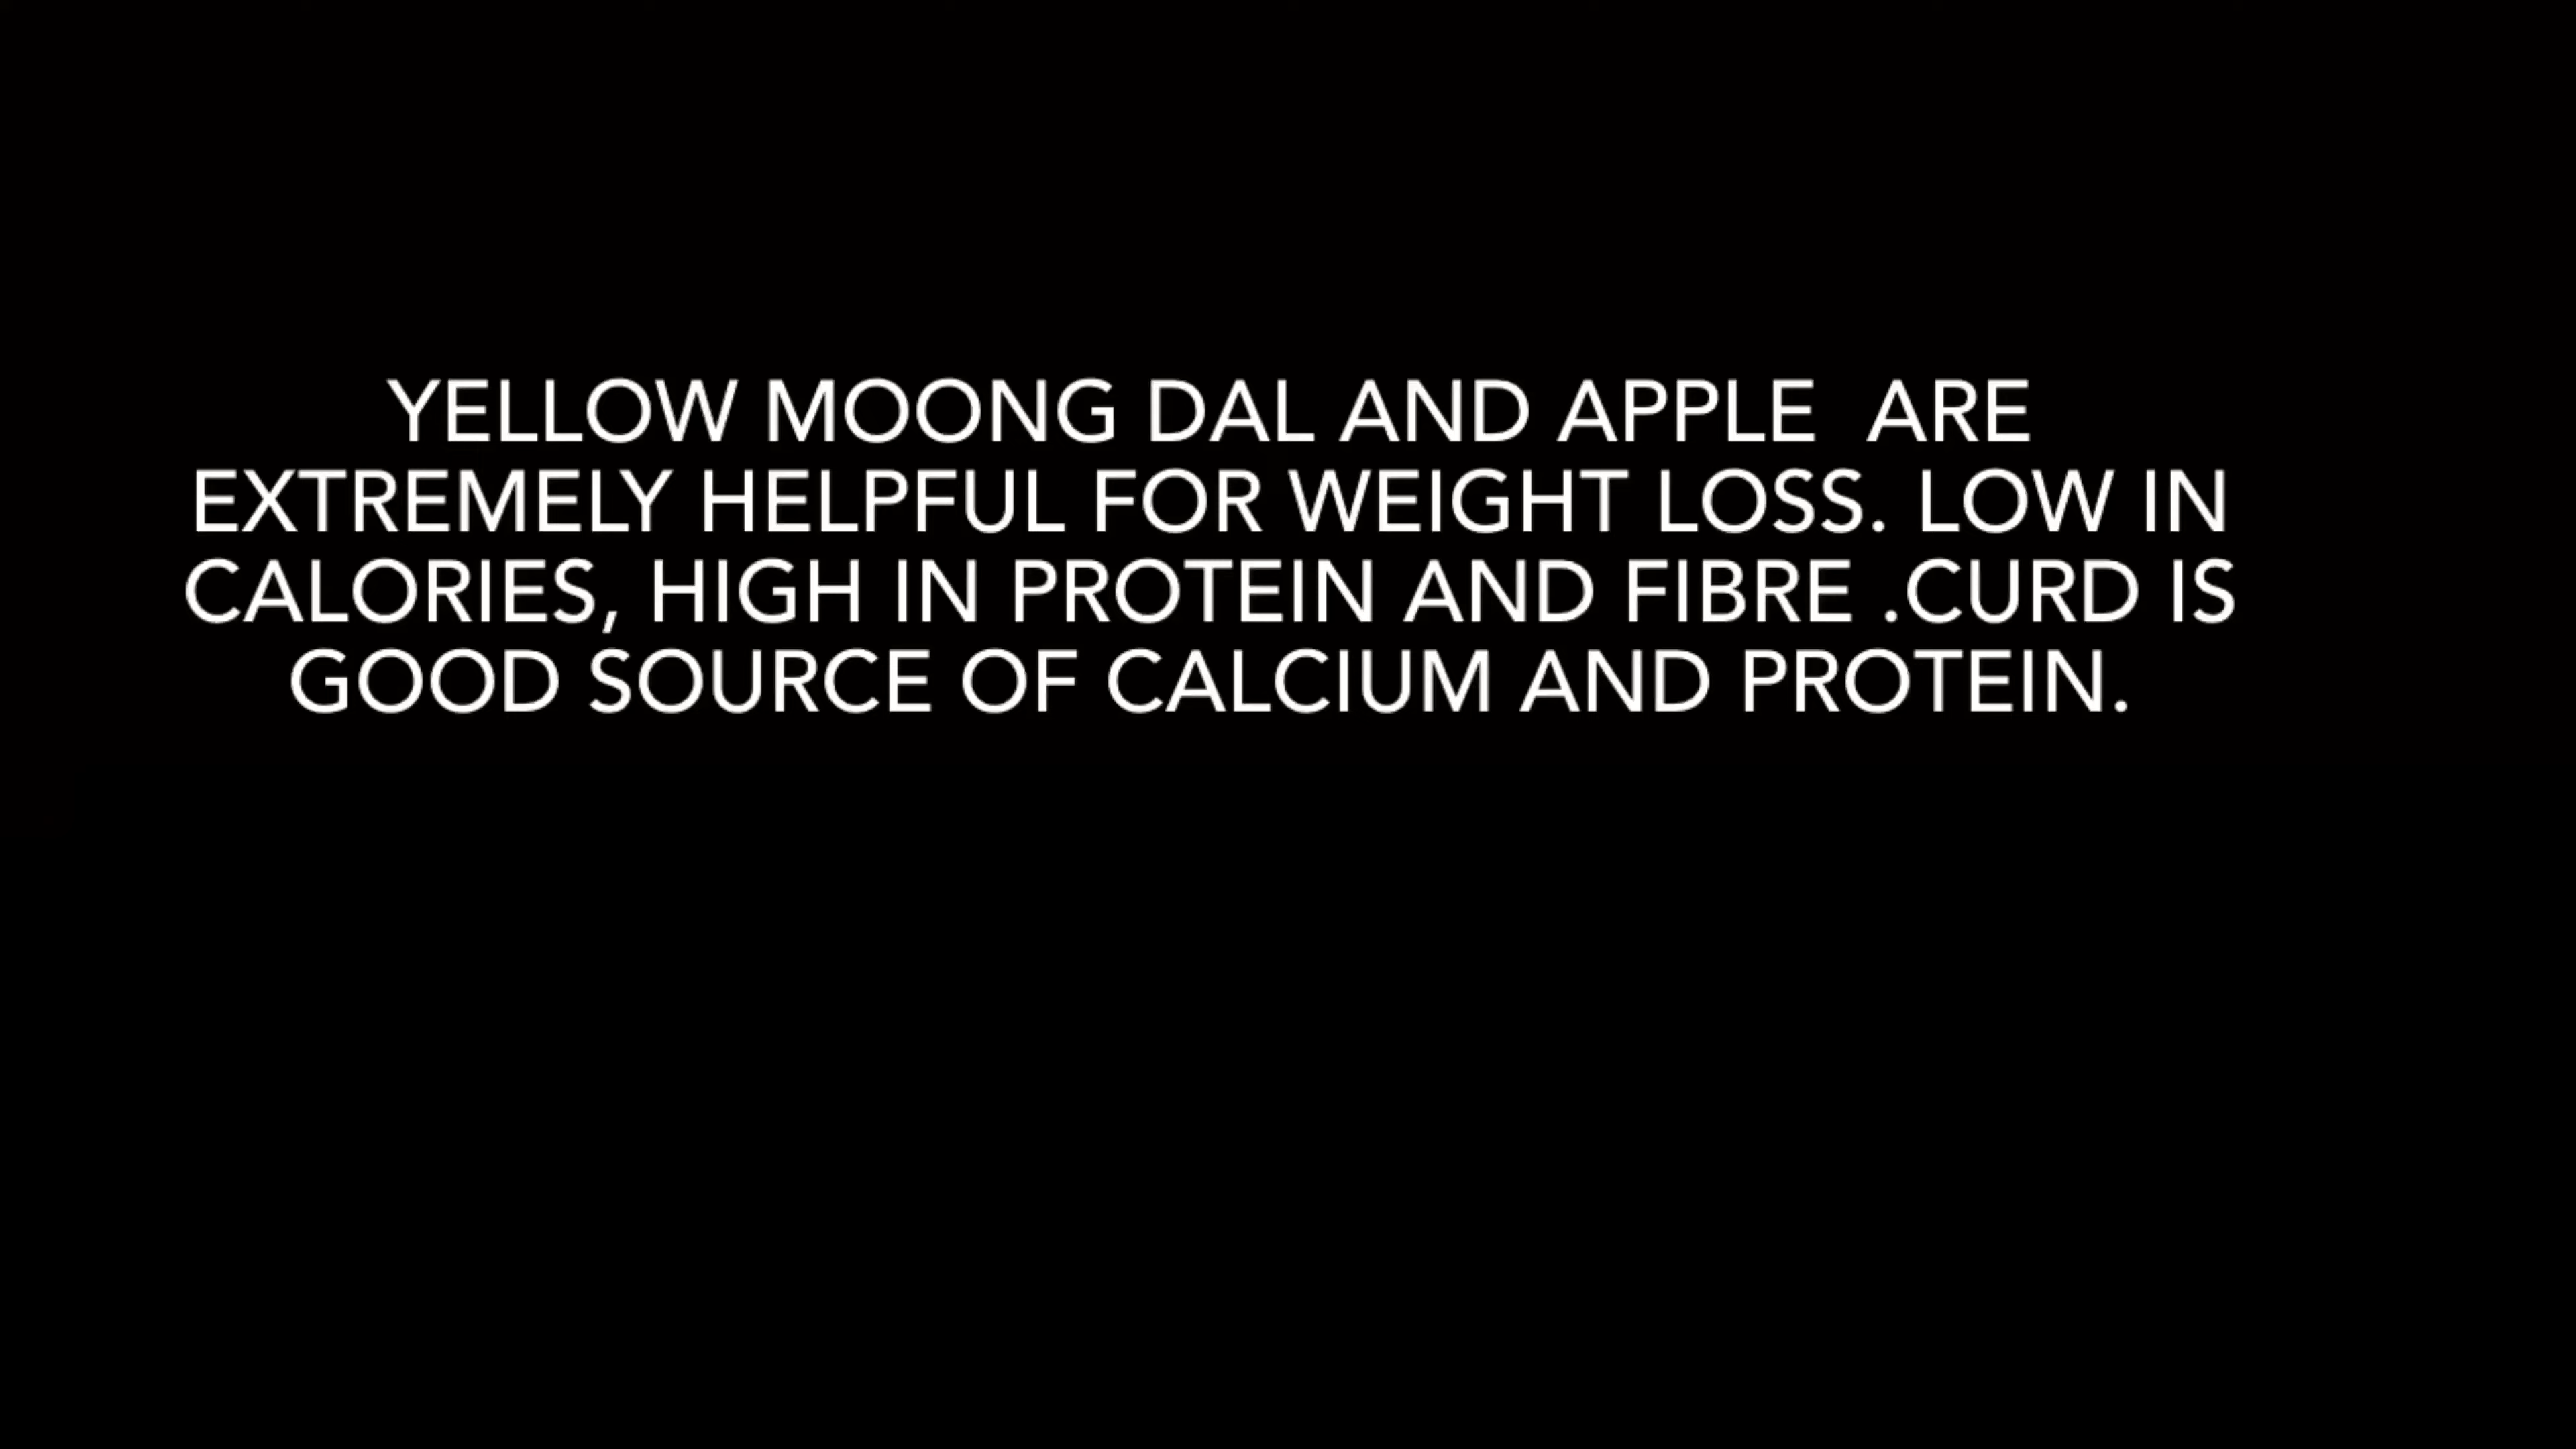 YELLOW MOONG DAL AND APPLE  ARE
EXTREMELY HELPFUL FOR WEIGHT LOSS. LOW IN
CALORIES, HIGH IN PROTEIN AND FIBRE .CURD IS
GOOD SOURCE OF CALCIUM AND PROTEIN.